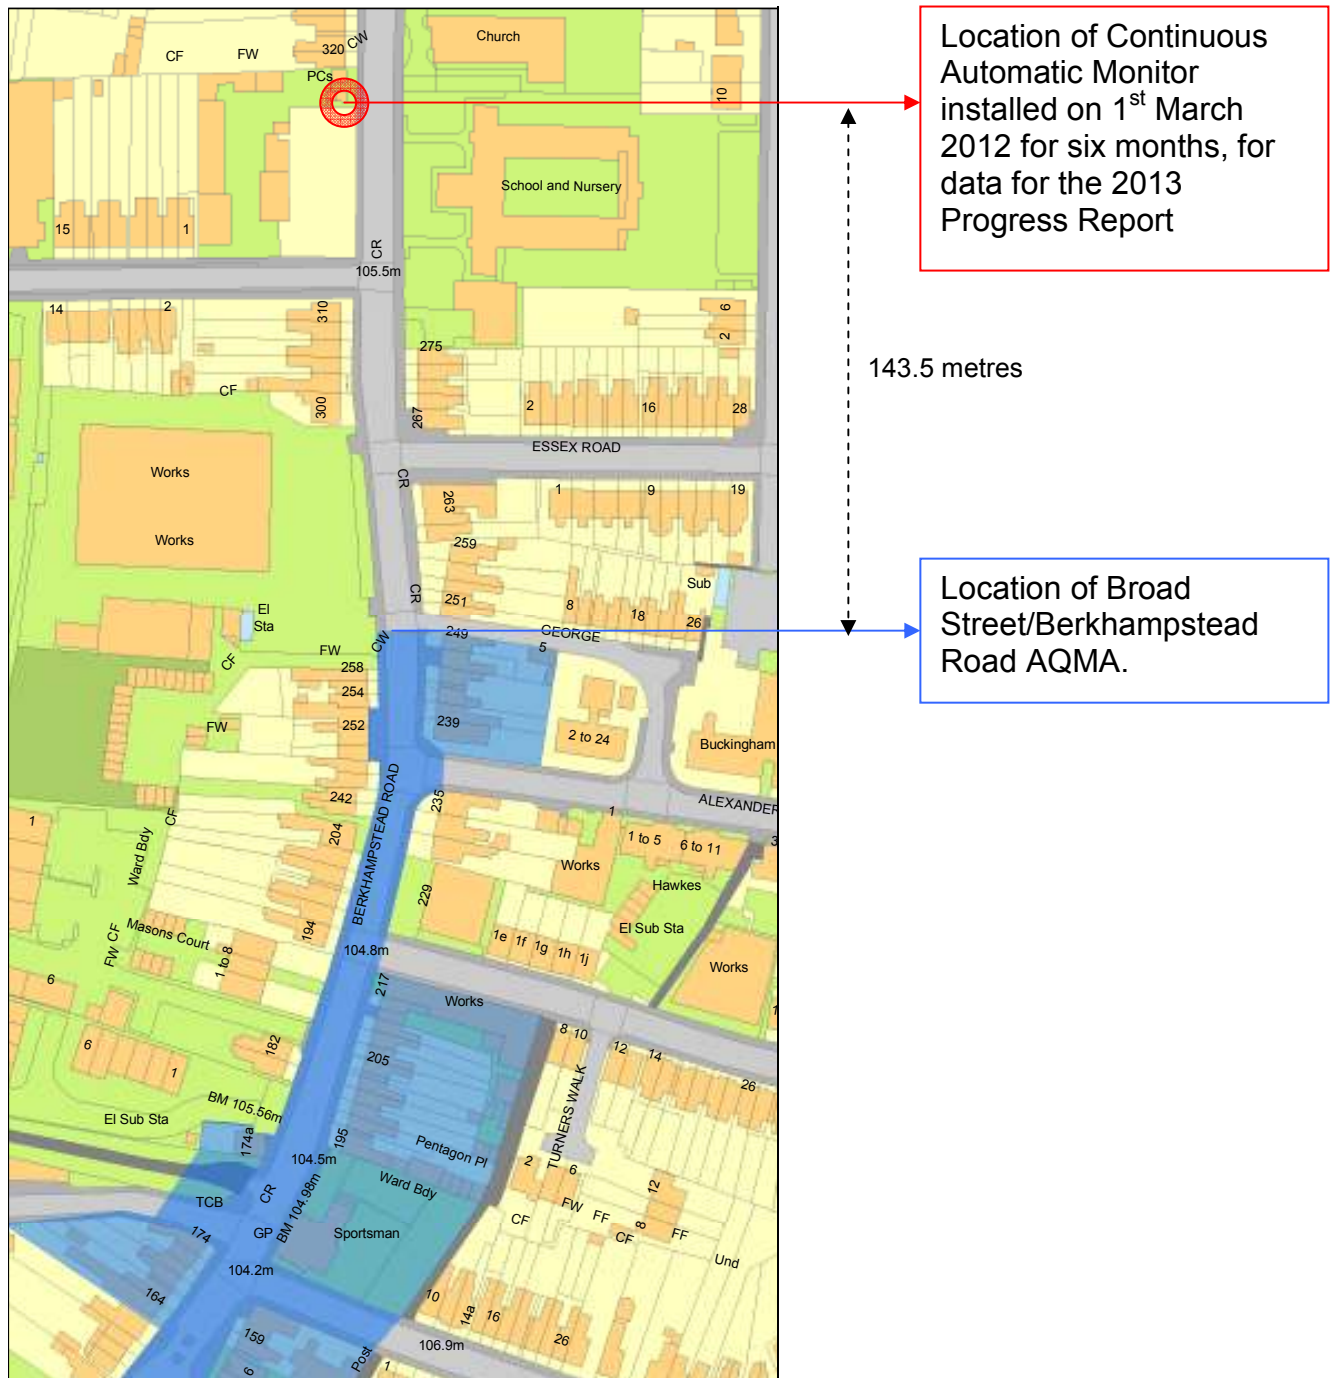 Church
320
CW
CF
FW
PCs
10
Location of Continuous
Automatic Monitor
installed on 1st March
2012 for six months, for
data for the 2013
Progress Report
School and Nursery
15
1
CR
105.5m
14
2
310
6
2
275
143.5 metres
CF
300
267
2
16
28
ESSEX ROAD
Works
CR
263
1
9
19
Works
259
Sub
El
Sta
CR
251
8
18
26
Location of Broad
Street/Berkhampstead
Road AQMA.
CW
249
GEORGE
5
FW
CF
258
254
FW
252
239
2 to 24
Buckingham
BERKHAMPSTEAD ROAD
242
235
ALEXANDER
1
CF
204
1
1 to 5
6 to 11
3
Ward Bdy
Works
Hawkes
229
El Sub Sta
Masons Court
194
FW
CF
1 to 8
104.8m
1e
1f
1g
1h
1j
Works
6
217
Works
1
8
10
12
14
26
182
205
6
1
TURNERS WALK
BM 105.56m
El Sub Sta
174a
195
Pentagon Pl
104.5m
Ward Bdy
2
6
12
TCB
CR
BM 104.98m
FW
FF
8
CF
CF
FF
174
GP
Sportsman
Und
104.2m
164
10
14a
16
26
159
106.9m
6
Post
1